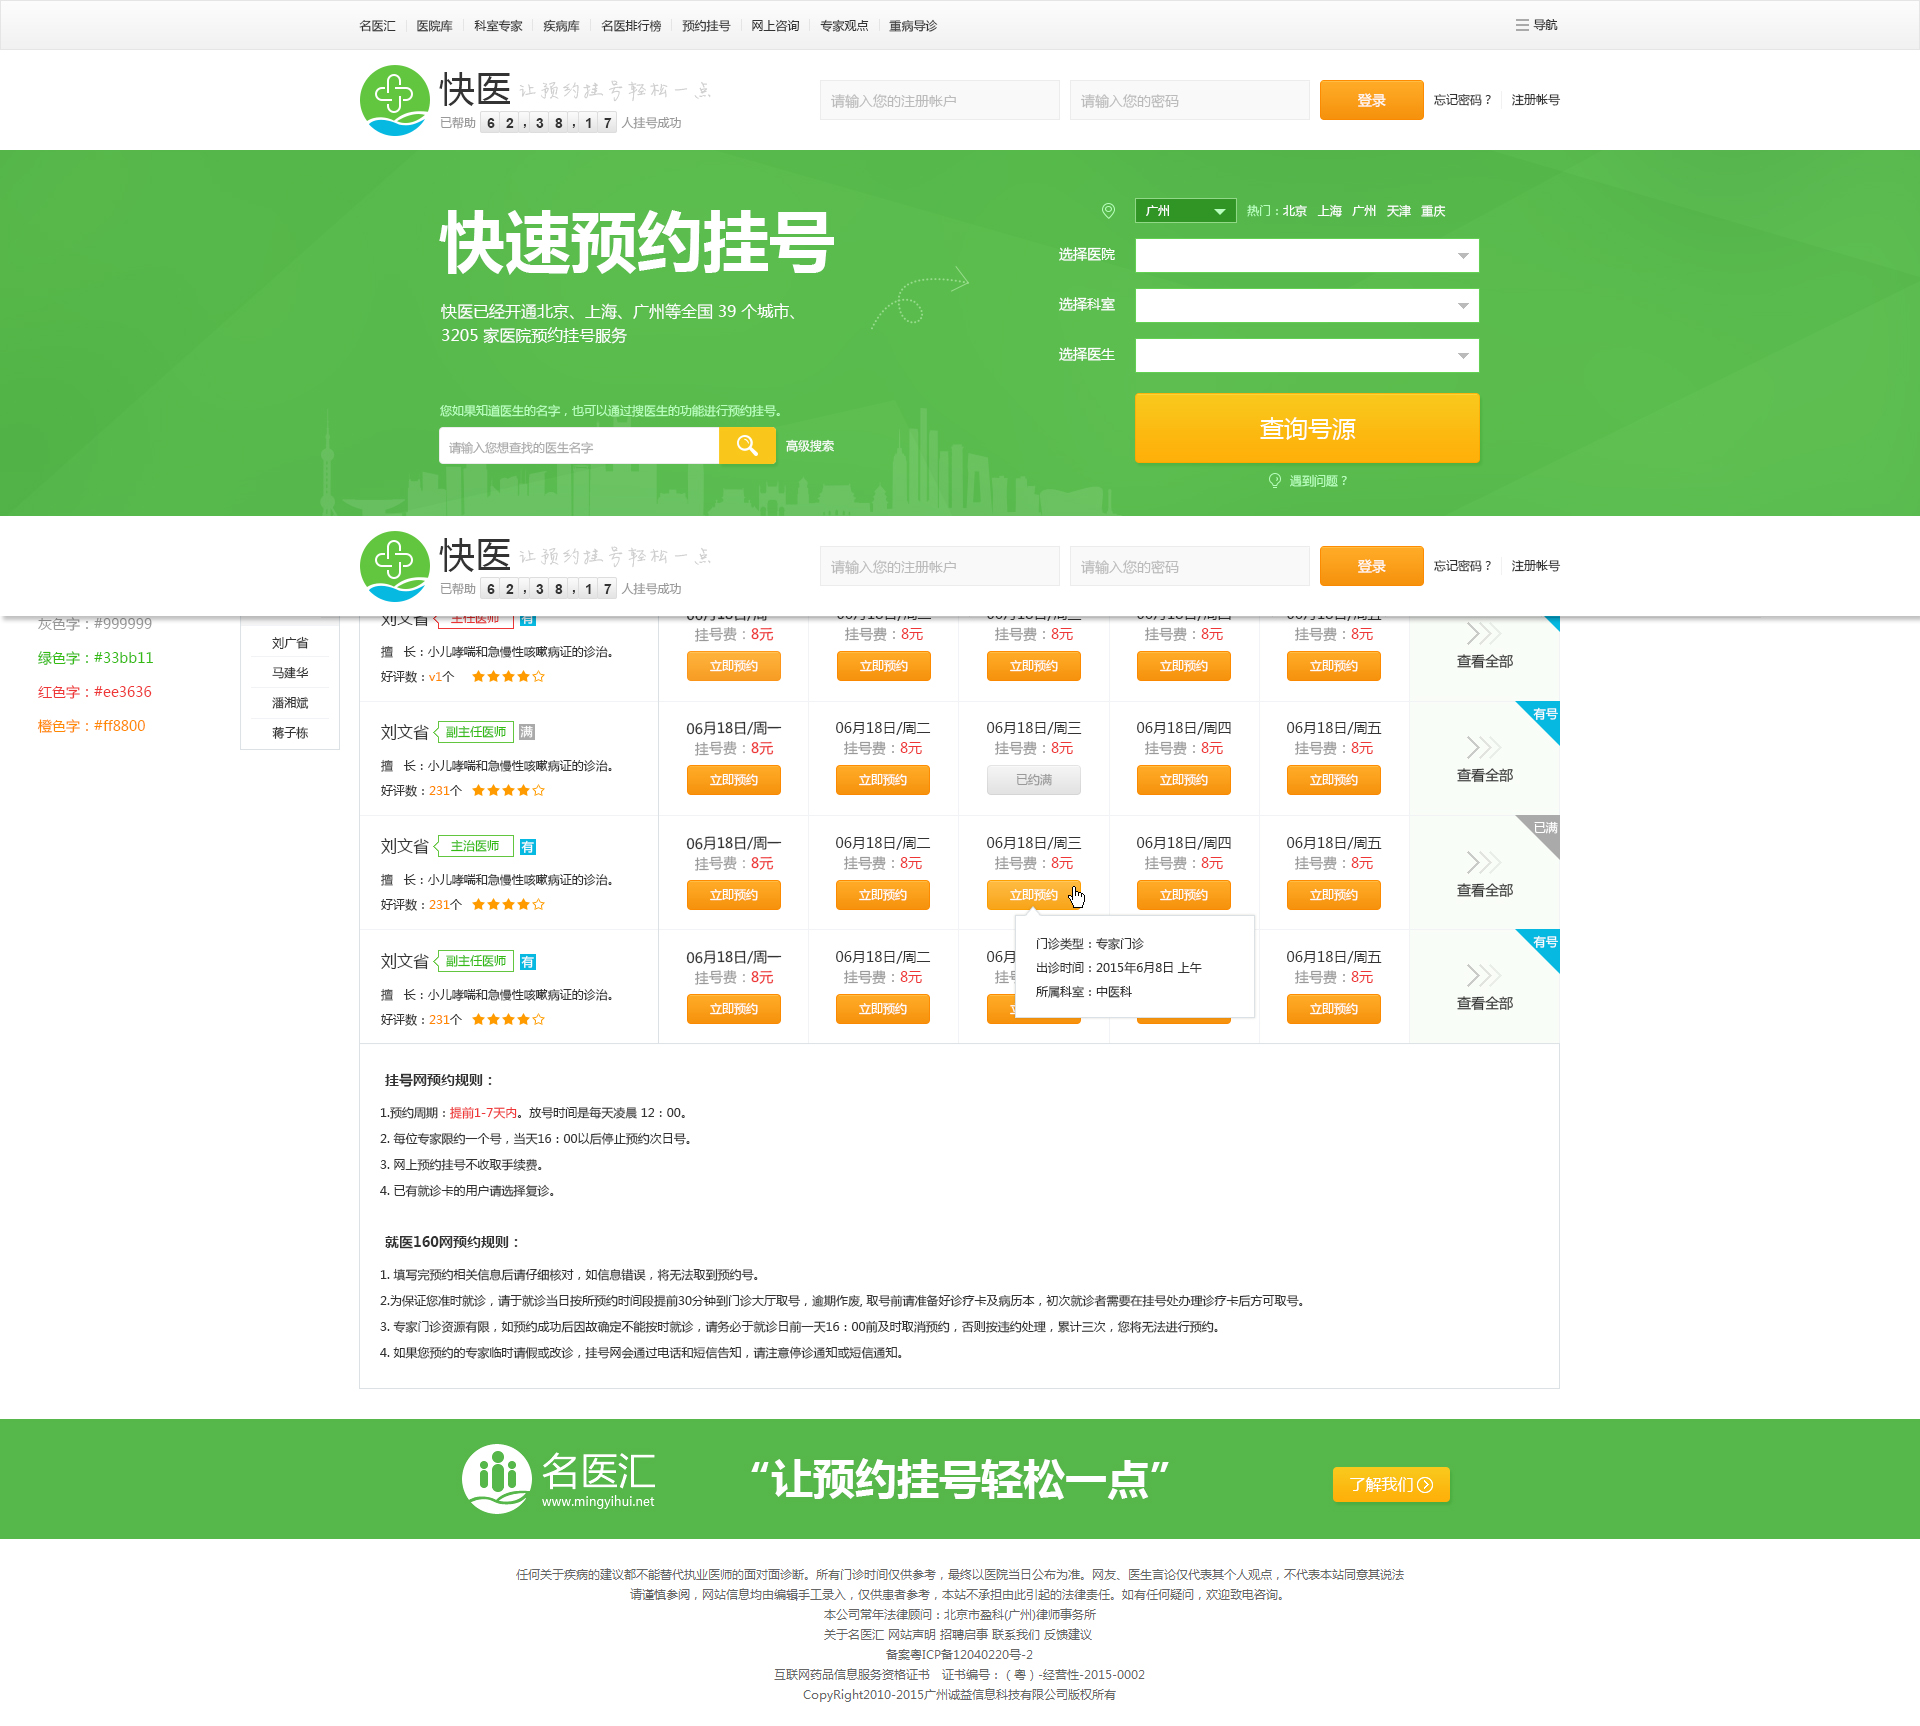 名医汇 医院库 科室专家 疾病库 名医排行榜 预约挂号 网上咨询 专家观点 重病导诊 导航
快医 让预约挂号轻松一点
已帮助 62,38,17 人挂号成功
请输入您的注册帐户 请输入您的密码 登录 忘记密码？ 注册帐号
快速预约挂号
快医已经开通北京、上海、广州等全国 39 个城市、
3205 家医院预约挂号服务
您如果知道医生的名字，也可以通过搜医生的功能进行预约挂号。
请输入您想查找的医生名字 高级搜索
广州 热门：北京 上海 广州 天津 重庆
选择医院
选择科室
选择医生
查询号源
遇到问题？
快医 让预约挂号轻松一点
已帮助 62,38,17 人挂号成功
请输入您的注册帐户 请输入您的密码 登录 忘记密码？ 注册帐号
灰色字：#999999
绿色字：#33bb11
红色字：#ee3636
橙色字：#ff8800
刘广省
马建华
潘湘斌
蒋子栋
刘文省 主任医师 有 06月18日/周一 06月18日/周二 06月18日/周三 06月18日/周四 06月18日/周五
挂号费：8元 挂号费：8元 挂号费：8元 挂号费：8元 挂号费：8元
擅 长：小儿哮喘和急慢性咳嗽病证的诊治。
立即预约 立即预约 立即预约 立即预约 立即预约 查看全部
好评数：v1个
刘文省 副主任医师 满 06月18日/周一 06月18日/周二 06月18日/周三 06月18日/周四 06月18日/周五 有号
挂号费：8元 挂号费：8元 挂号费：8元 挂号费：8元 挂号费：8元
擅 长：小儿哮喘和急慢性咳嗽病证的诊治。
立即预约 立即预约 已约满 立即预约 立即预约 查看全部
好评数：231个
刘文省 主治医师 有 06月18日/周一 06月18日/周二 06月18日/周三 06月18日/周四 06月18日/周五 已满
挂号费：8元 挂号费：8元 挂号费：8元 挂号费：8元 挂号费：8元
擅 长：小儿哮喘和急慢性咳嗽病证的诊治。
立即预约 立即预约 立即预约 立即预约 立即预约 查看全部
好评数：231个
门诊类型：专家门诊
出诊时间：2015年6月8日 上午
所属科室：中医科
刘文省 副主任医师 有 06月18日/周一 06月18日/周二 06月 06月18日/周五 有号
挂号费：8元 挂号费：8元 挂号费：8元
擅 长：小儿哮喘和急慢性咳嗽病证的诊治。
立即预约 立即预约 立即预约 查看全部
好评数：231个
挂号网预约规则：
1.预约周期：提前1-7天内。放号时间是每天凌晨 12：00。
2. 每位专家限约一个号，当天16：00以后停止预约次日号。
3. 网上预约挂号不收取手续费。
4. 已有就诊卡的用户请选择复诊。
就医160网预约规则：
1. 填写完预约相关信息后请仔细核对，如信息错误，将无法取到预约号。
2.为保证您准时就诊，请于就诊当日按所预约时间段提前30分钟到门诊大厅取号，逾期作废, 取号前请准备好诊疗卡及病历本，初次就诊者需要在挂号处办理诊疗卡后方可取号。
3. 专家门诊资源有限，如预约成功后因故确定不能按时就诊，请务必于就诊日前一天16：00前及时取消预约，否则按违约处理，累计三次，您将无法进行预约。
4. 如果您预约的专家临时请假或改诊，挂号网会通过电话和短信告知，请注意停诊通知或短信通知。
名医汇
www.mingyihui.net
“让预约挂号轻松一点”
了解我们
任何关于疾病的建议都不能替代执业医师的面对面诊断。所有门诊时间仅供参考，最终以医院当日公布为准。网友、医生言论仅代表其个人观点，不代表本站同意其说法
请谨慎参阅，网站信息均由编辑手工录入，仅供患者参考，本站不承担由此引起的法律责任。如有任何疑问，欢迎致电咨询。
本公司常年法律顾问：北京市盈科(广州)律师事务所
关于名医汇 网站声明 招聘启事 联系我们 反馈建议
备案粤ICP备12040220号-2
互联网药品信息服务资格证书 证书编号：（粤）-经营性-2015-0002
CopyRight2010-2015广州诚益信息科技有限公司版权所有